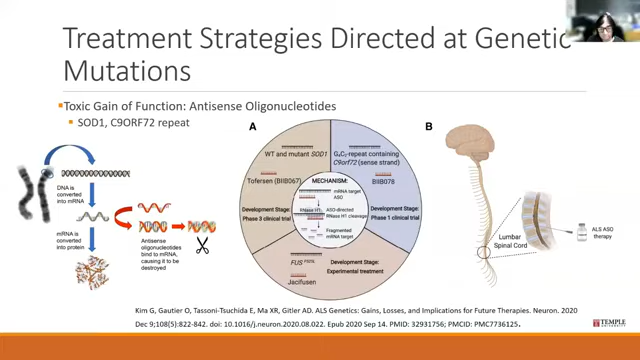 Treatment Strategies Directed at Genetic
Mutations
Toxic Gain of Function: Antisense Oligonucleotides
SOD1, C9ORF72 repeat
DNA is
converted
into mRNA
mRNA is
converted
into protein
Antisense
oligonucleotides
bind to mRNA,
causing it to be
destroyed
A
WT and mutant SOD1
Tofersen (BIIB067)
Development Stage:
Phase 3 clinical trial
G4C2-repeat containing
C9orf72 (sense strand)
BIIB078
Development Stage:
Phase 1 clinical trial
MECHANISM:
mRNA target
ASO
RNase H1
ASO-directed
RNase H1 cleavage
Fragmented
mRNA target
Jacifusen
Development Stage:
Experimental treatment
B
Lumbar
Spinal Cord
ALS ASO
therapy
Kim G, Gautier O, Tassoni-Tsuchida E, Ma XR, Gitler AD. ALS Genetics: Gains, Losses, and Implications for Future Therapies. Neuron. 2020
Dec 9;108(5):822-842. doi: 10.1016/j.neuron.2020.08.022. Epub 2020 Sep 14. PMID: 32931756; PMCID: PMC7736125.
TEMPLE
UNIVERSITY